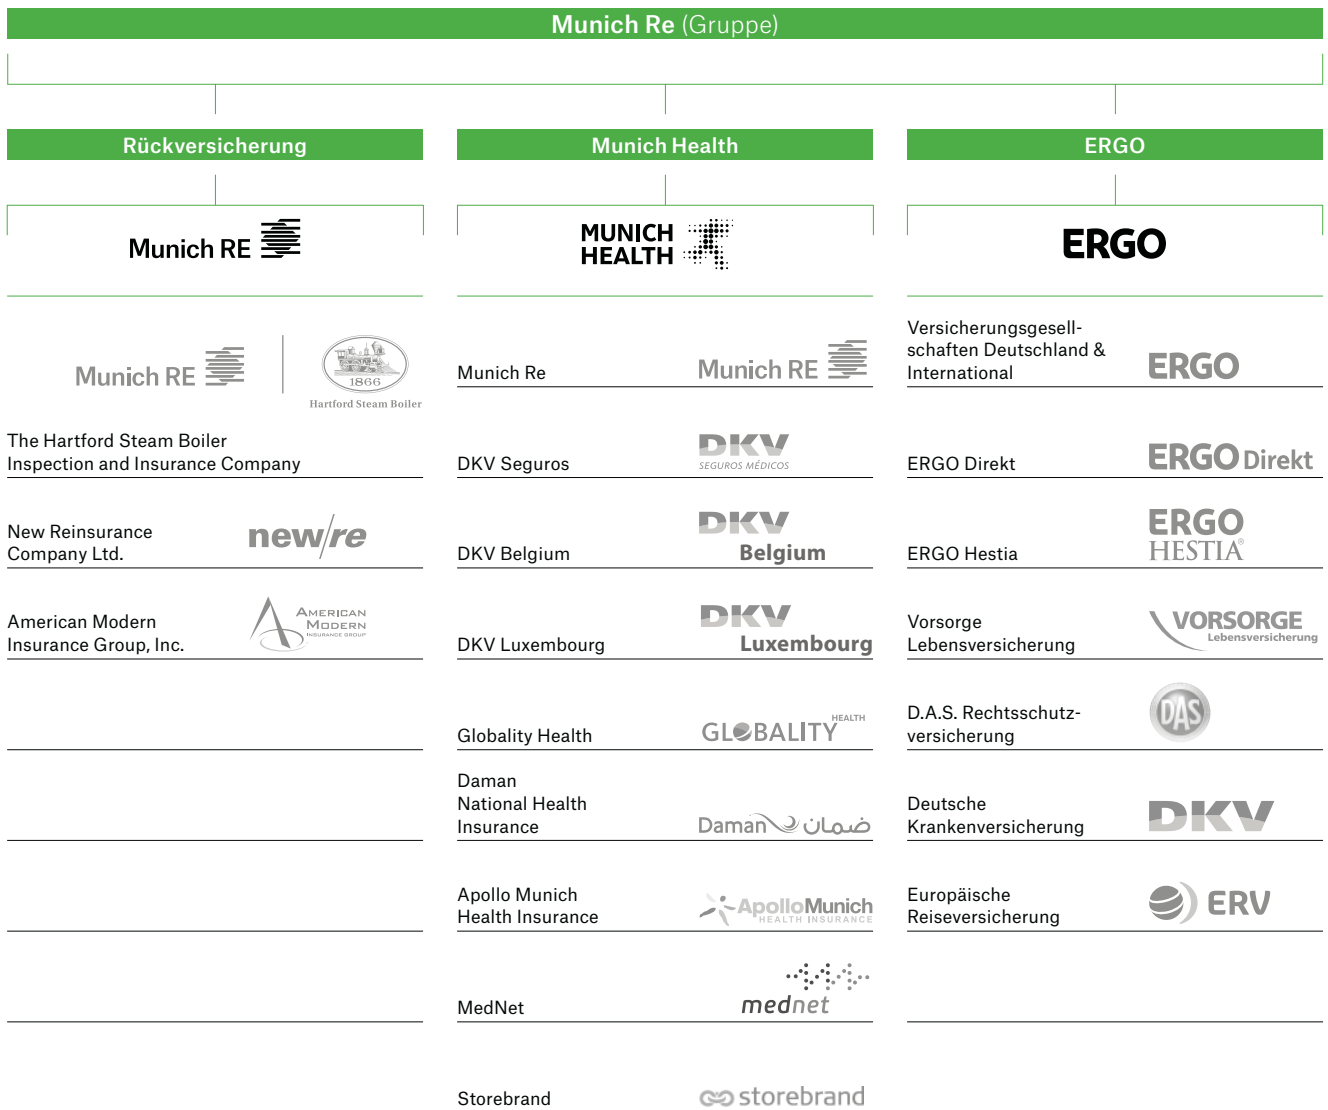 Munich Re (Gruppe)
Rückversicherung
Munich RE
Munich RE
1866
Hartford Steam Boiler
The Hartford Steam Boiler
Inspection and Insurance Company
New Reinsurance
Company Ltd.
new/re
American Modern
Insurance Group, Inc.
AMERICAN
MODERN
INSURANCE GROUP
Munich Health
MUNICH
HEALTH
Munich Re
Munich RE
DKV Seguros
DKV
SEGUROS MÉDICOS
DKV Belgium
DKV
Belgium
DKV Luxembourg
DKV
Luxembourg
Globality Health
GLOBALITY HEALTH
Daman
National Health
Insurance
Daman ضمان
Apollo Munich
Health Insurance
ApolloMunich
HEALTH INSURANCE
MedNet
mednet
Storebrand
storebrand
ERGO
ERGO
Versicherungsgesell-
schaften Deutschland &
International
ERGO
ERGO Direkt
ERGO Direkt
ERGO Hestia
ERGO
HESTIA®
Vorsorge
Lebensversicherung
VORSORGE
Lebensversicherung
D.A.S. Rechtsschutz-
versicherung
DAS
Deutsche
Krankenversicherung
DKV
Europäische
Reiseversicherung
ERV